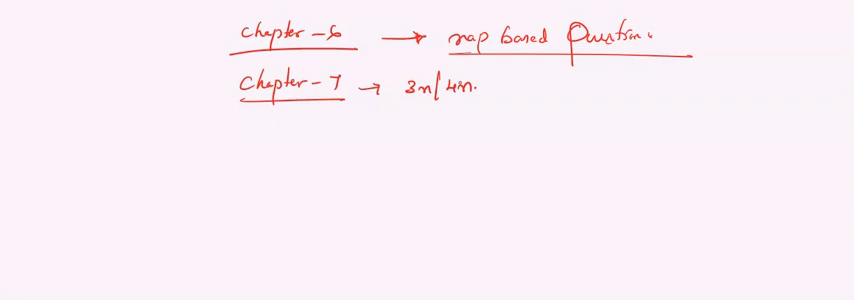 Chapter - 6 → map based Question.
Chapter - 7 → 3m/4m.